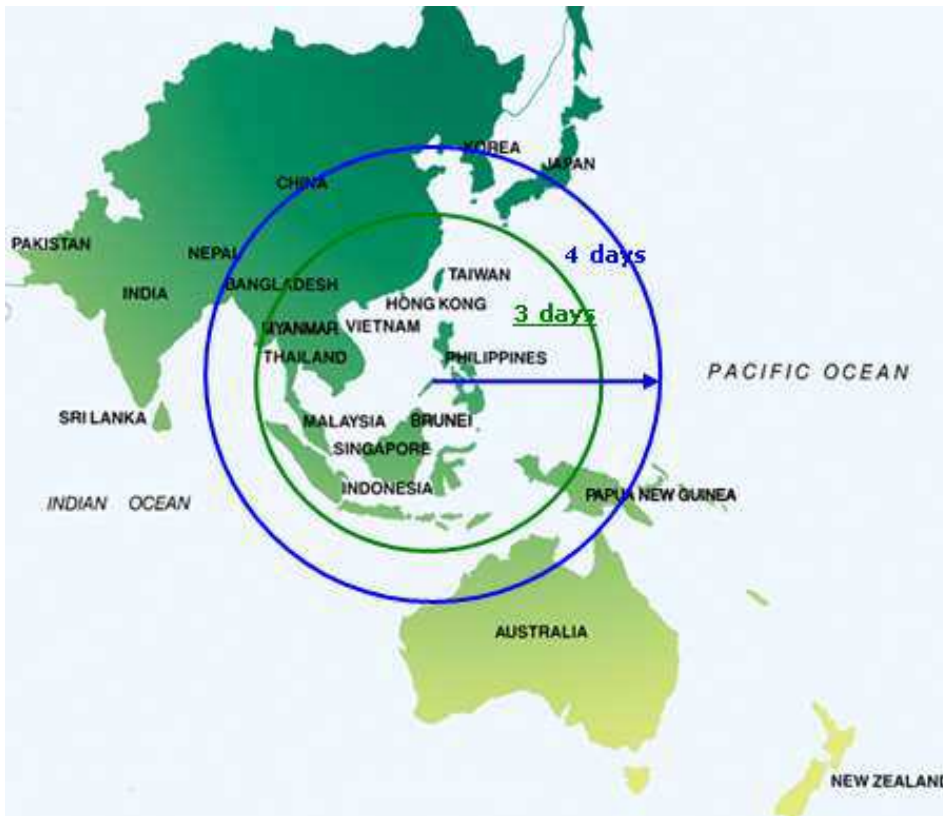 KOREA
JAPAN
CHINA
PAKISTAN
NEPAL
4 days
BANGLADESH
TAIWAN
INDIA
HONG KONG
3 days
MYANMAR
VIETNAM
THAILAND
PHILIPPINES
PACIFIC OCEAN
SRI LANKA
MALAYSIA
BRUNEI
SINGAPORE
INDONESIA
PAPUA NEW GUINEA
INDIAN OCEAN
AUSTRALIA
NEW ZEALAND